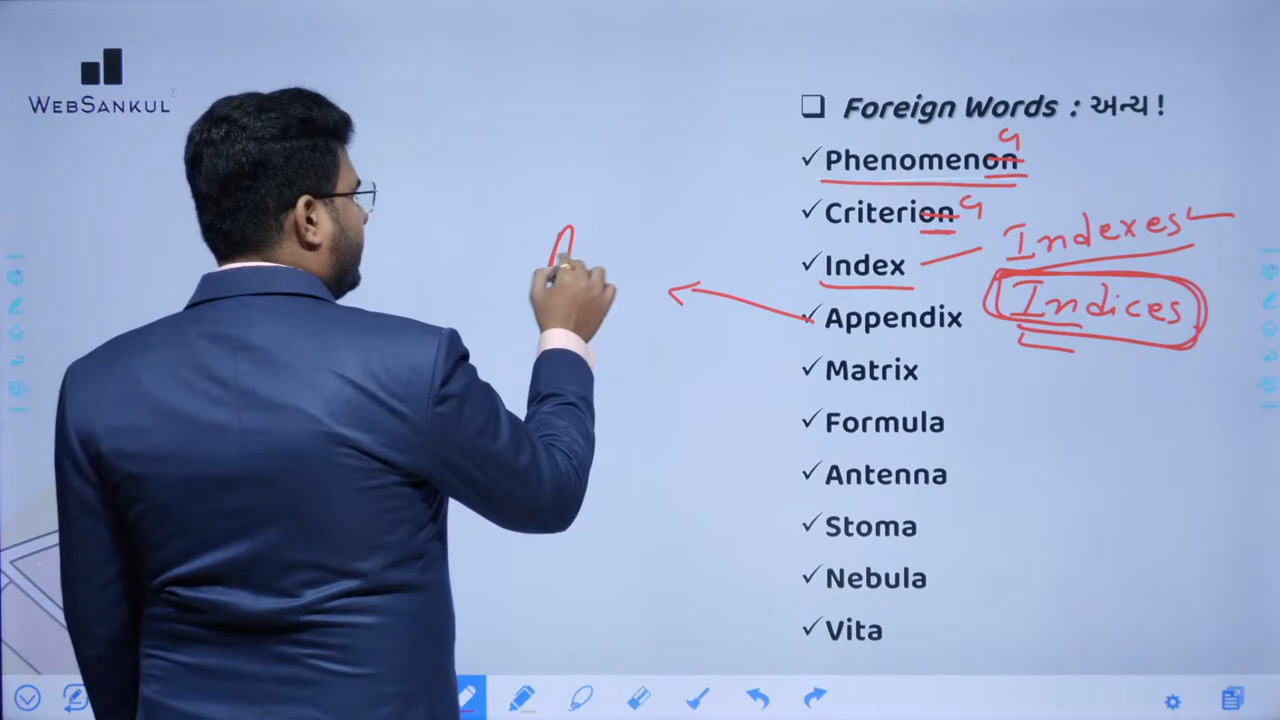 WEBSANKUL
Foreign Words : અન્ય !
Phenomenon a
Criterion a
Index
Indexes
Indices
Appendix
Matrix
Formula
Antenna
Stoma
Nebula
Vita